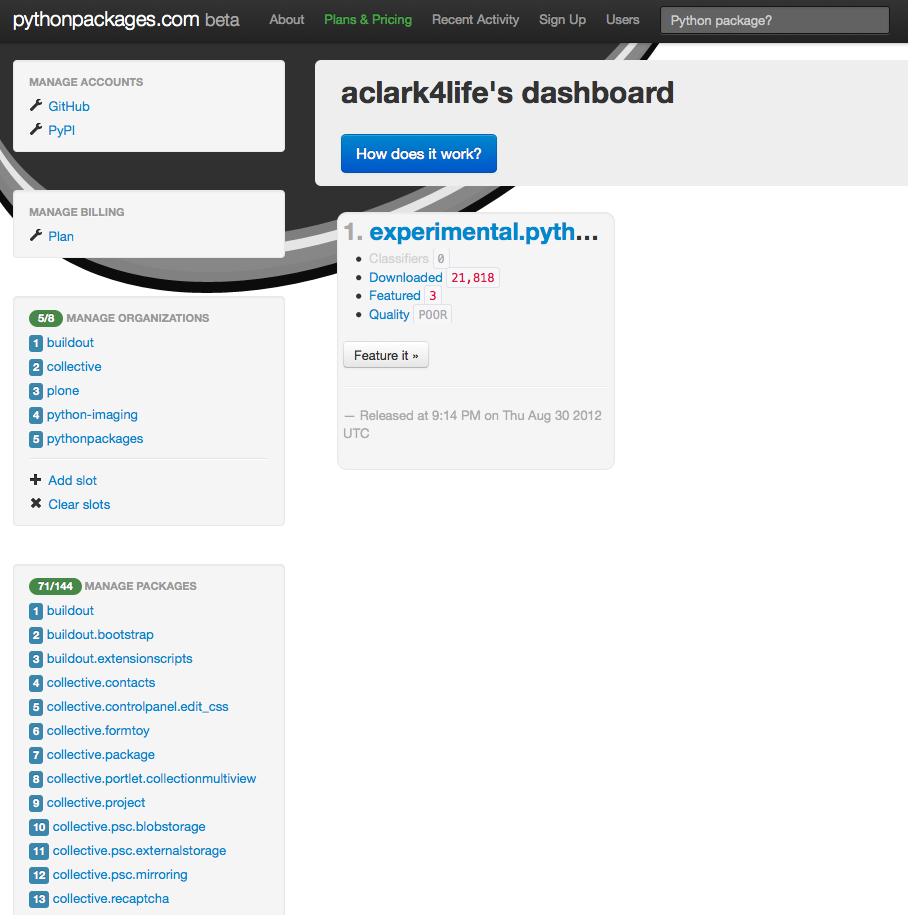 pythonpackages.com beta About Plans & Pricing Recent Activity Sign Up Users Python package?
MANAGE ACCOUNTS
GitHub
PyPI
MANAGE BILLING
Plan
5/8 MANAGE ORGANIZATIONS
1 buildout
2 collective
3 plone
4 python-imaging
5 pythonpackages
Add slot
Clear slots
71/144 MANAGE PACKAGES
1 buildout
2 buildout.bootstrap
3 buildout.extensionscripts
4 collective.contacts
5 collective.controlpanel.edit_css
6 collective.formtoy
7 collective.package
8 collective.portlet.collectionmultiview
9 collective.project
10 collective.psc.blobstorage
11 collective.psc.externalstorage
12 collective.psc.mirroring
13 collective.recaptcha
aclark4life's dashboard
How does it work?
1. experimental.pyth...
Classifiers 0
Downloaded 21,818
Featured 3
Quality POOR
Feature it »
— Released at 9:14 PM on Thu Aug 30 2012
UTC